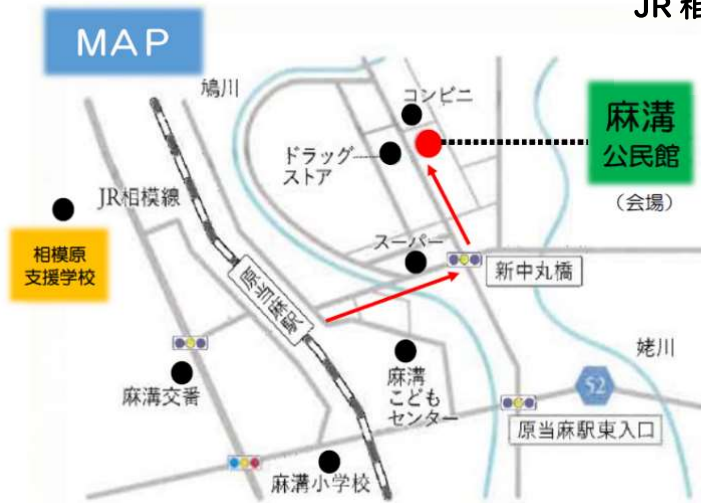 JR 相
MAP
鳩川
コンビニ
麻溝
公民館
(会場)
ドラッグ
ストア
JR相模線
相模原
支援学校
スーパー
新中丸橋
原当麻駅
姥川
麻溝交番
麻溝
こども
センター
52
原当麻駅東入口
麻溝小学校